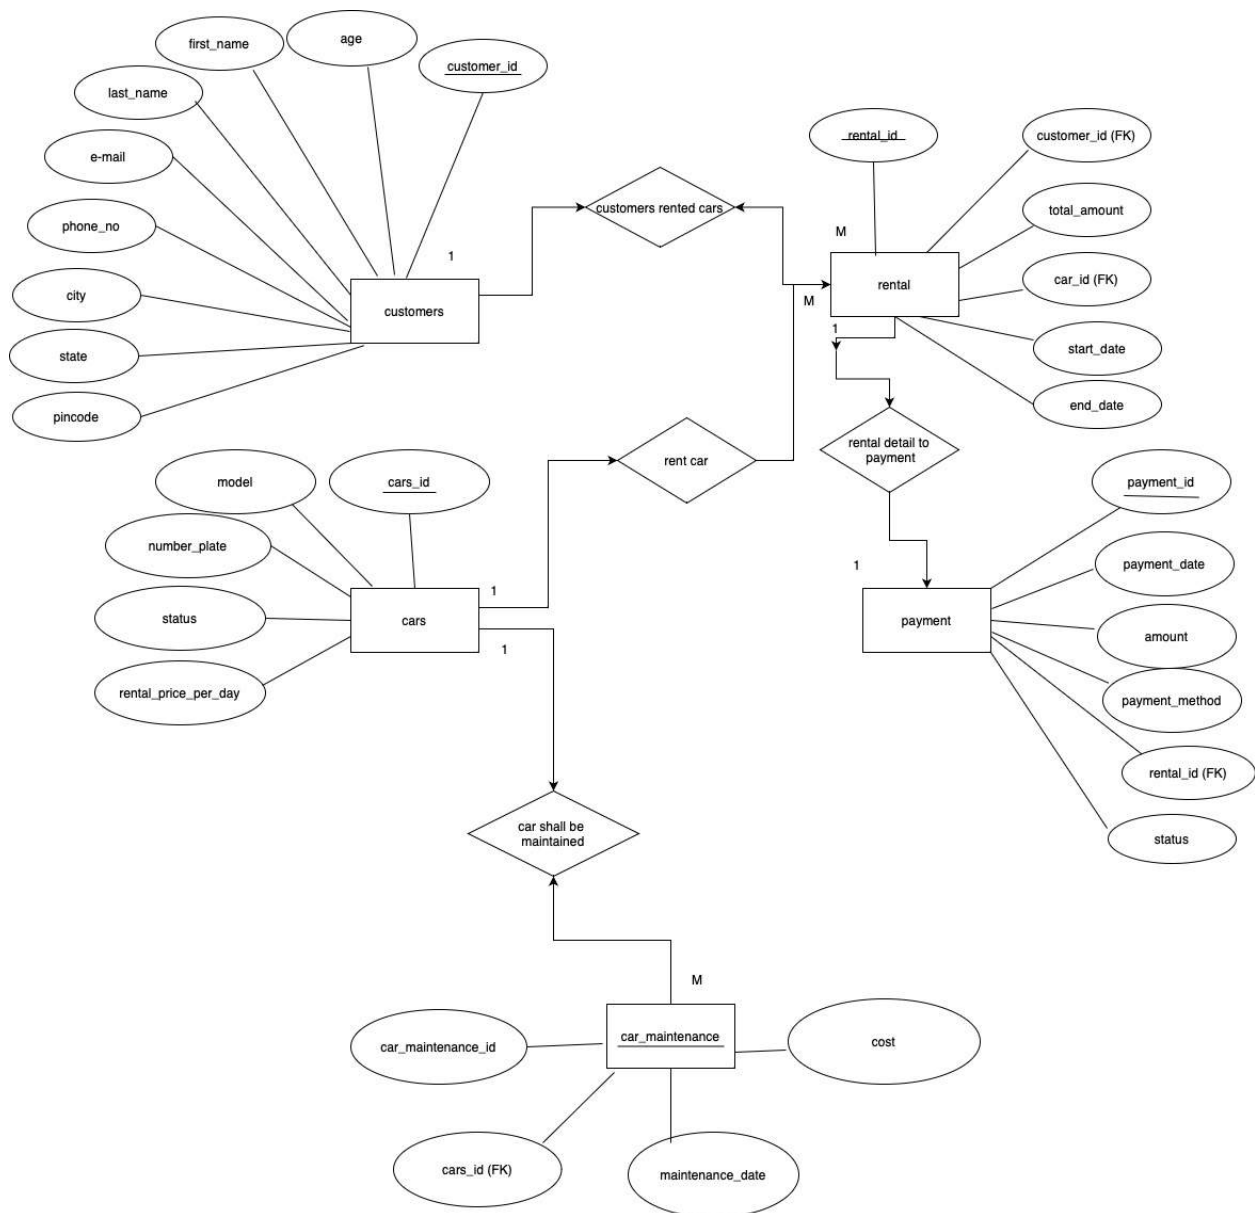 first_name
age
customer_id
last_name
e-mail
phone_no
city
state
pincode
1
customers
customers rented cars
rental_id
customer_id (FK)
total_amount
M
rental
M
car_id (FK)
1
start_date
end_date
rental detail to
payment
rent car
model
cars_id
number_plate
status
rental_price_per_day
1
cars
1
payment_id
payment_date
1
payment
amount
payment_method
rental_id (FK)
status
car shall be
maintained
M
car_maintenance
car_maintenance_id
cost
cars_id (FK)
maintenance_date